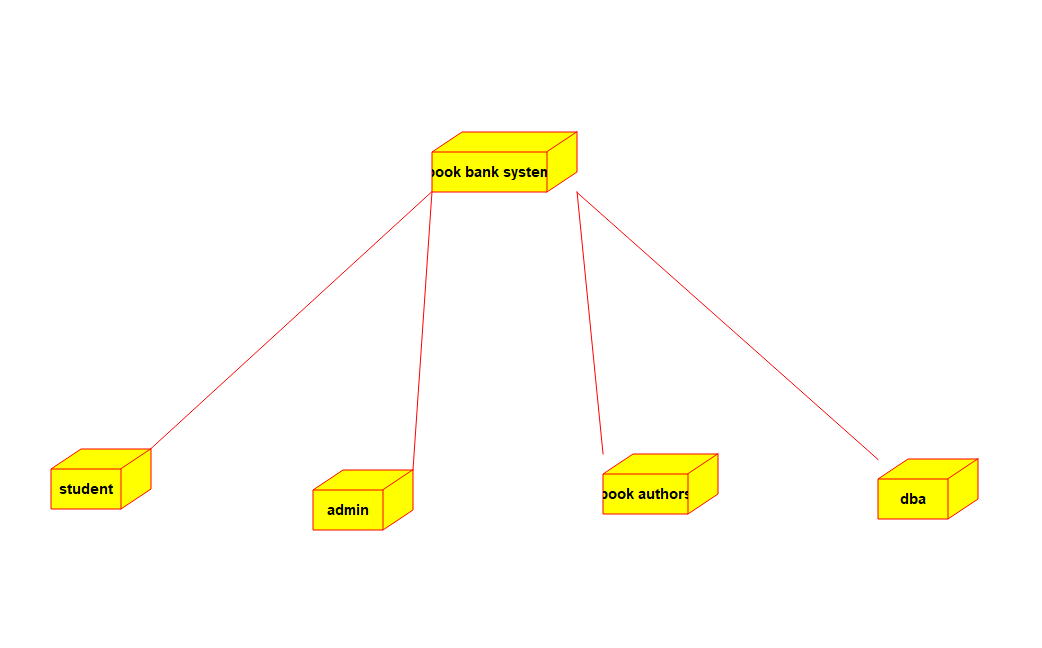 book bank system
student
admin
book authors
dba